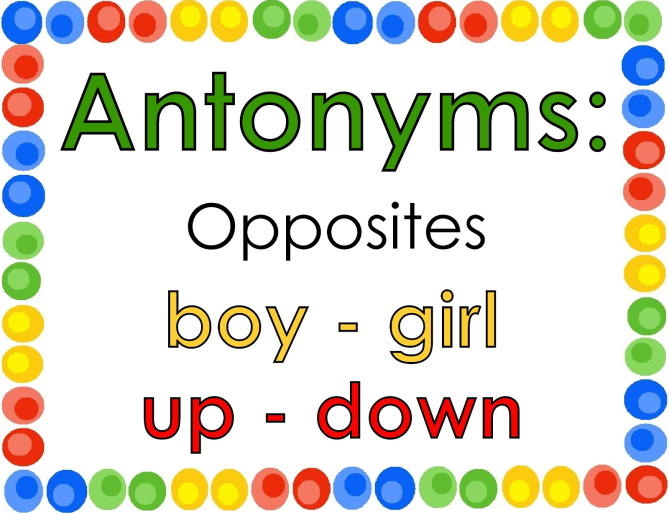 Antonyms:
Opposites
boy - girl
up - down